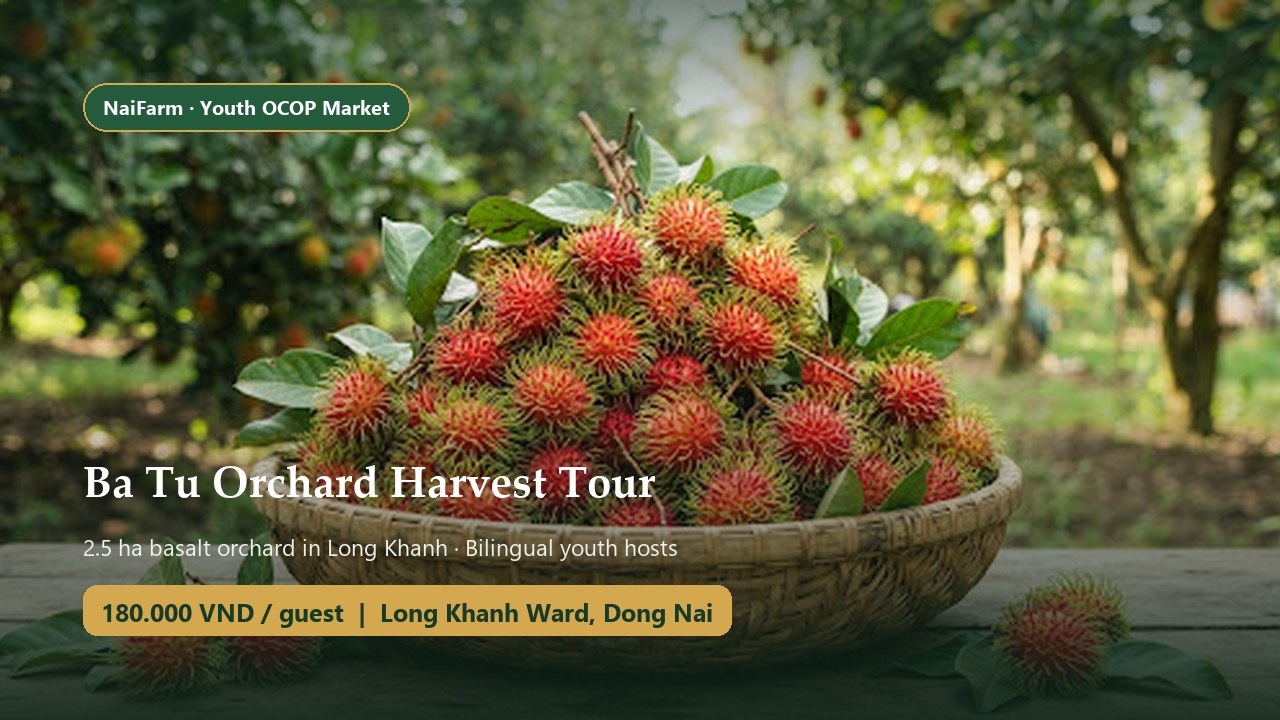 NaiFarm · Youth OCOP Market
Ba Tu Orchard Harvest Tour
2.5 ha basalt orchard in Long Khanh · Bilingual youth hosts
180.000 VND / guest | Long Khanh Ward, Dong Nai